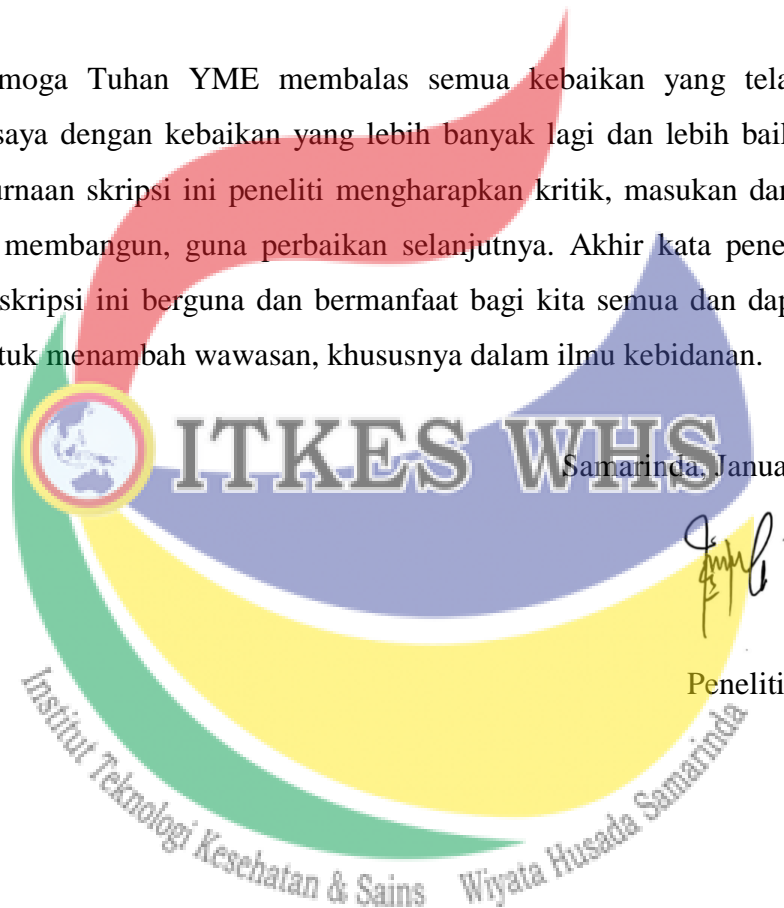 moga Tuhan YME membalas semua kebaikan yang tela
saya dengan kebaikan yang lebih banyak lagi dan lebih baik
urnaan skripsi ini peneliti mengharapkan kritik, masukan dan
membangun, guna perbaikan selanjutnya. Akhir kata pene
skripsi ini berguna dan bermanfaat bagi kita semua dan dap
tuk menambah wawasan, khususnya dalam ilmu kebidanan.
ITKES WHS
Samarinda, Janua
Peneliti
Institut Teknologi Kesehatan & Sains Wiyata Husada Samarinda